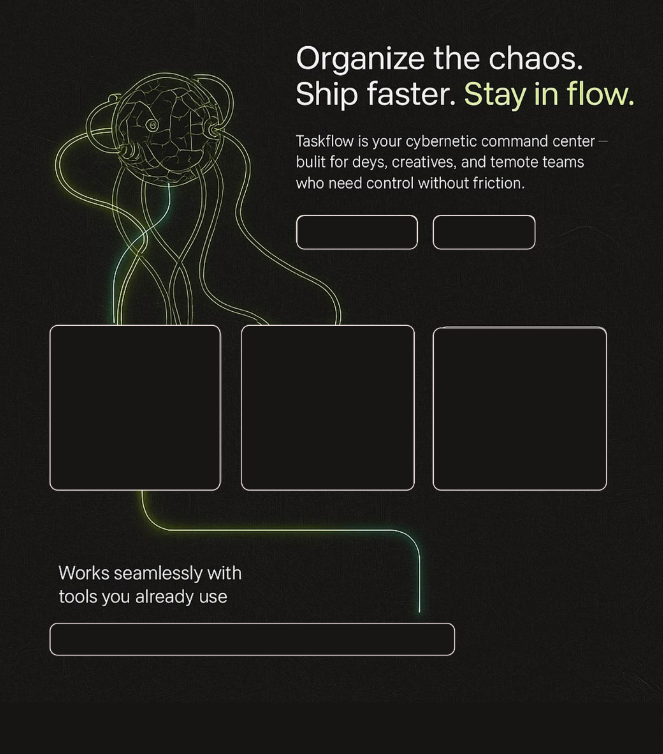 Organize the chaos.
Ship faster. Stay in flow.
Taskflow is your cybernetic command center —
bulit for deys, creatives, and temote teams
who need control without friction.
Works seamlessly with
tools you already use